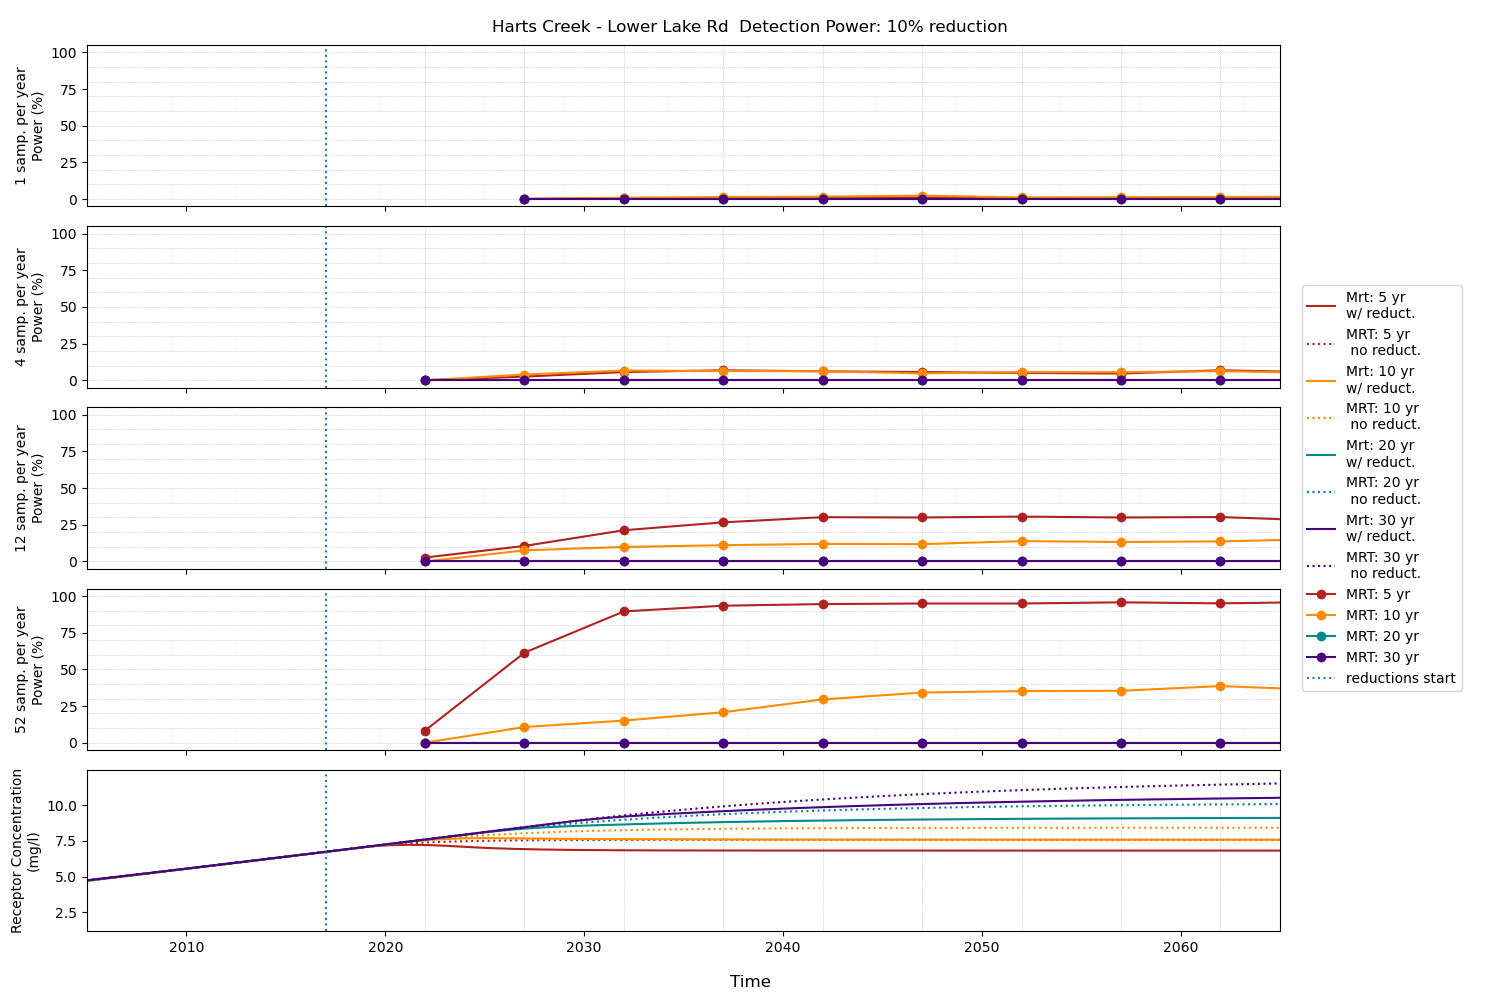 Harts Creek - Lower Lake Rd  Detection Power: 10% reduction
1 samp. per year
Power (%)
100
75
50
25
0
4 samp. per year
Power (%)
100
75
50
25
0
12 samp. per year
Power (%)
100
75
50
25
0
52 samp. per year
Power (%)
100
75
50
25
0
Receptor Concentration
(mg/l)
10.0
7.5
5.0
2.5
2010
2020
2030
2040
2050
2060
Time
Mrt: 5 yr
w/ reduct.
MRT: 5 yr
no reduct.
Mrt: 10 yr
w/ reduct.
MRT: 10 yr
no reduct.
Mrt: 20 yr
w/ reduct.
MRT: 20 yr
no reduct.
Mrt: 30 yr
w/ reduct.
MRT: 30 yr
no reduct.
MRT: 5 yr
MRT: 10 yr
MRT: 20 yr
MRT: 30 yr
reductions start